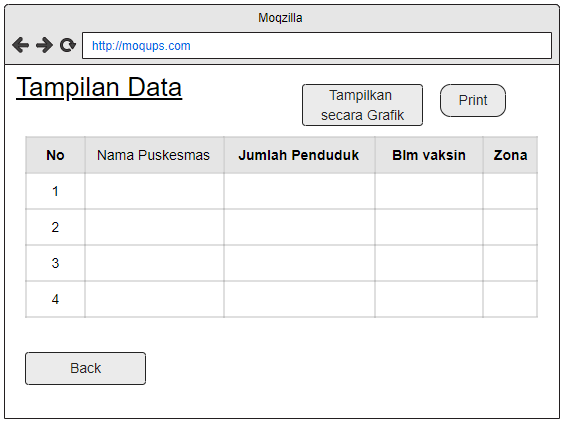 Moqzilla
http://moqups.com
Tampilan Data
Tampilkan
secara Grafik
Print
No Nama Puskesmas Jumlah Penduduk Blm vaksin Zona
1
2
3
4
Back